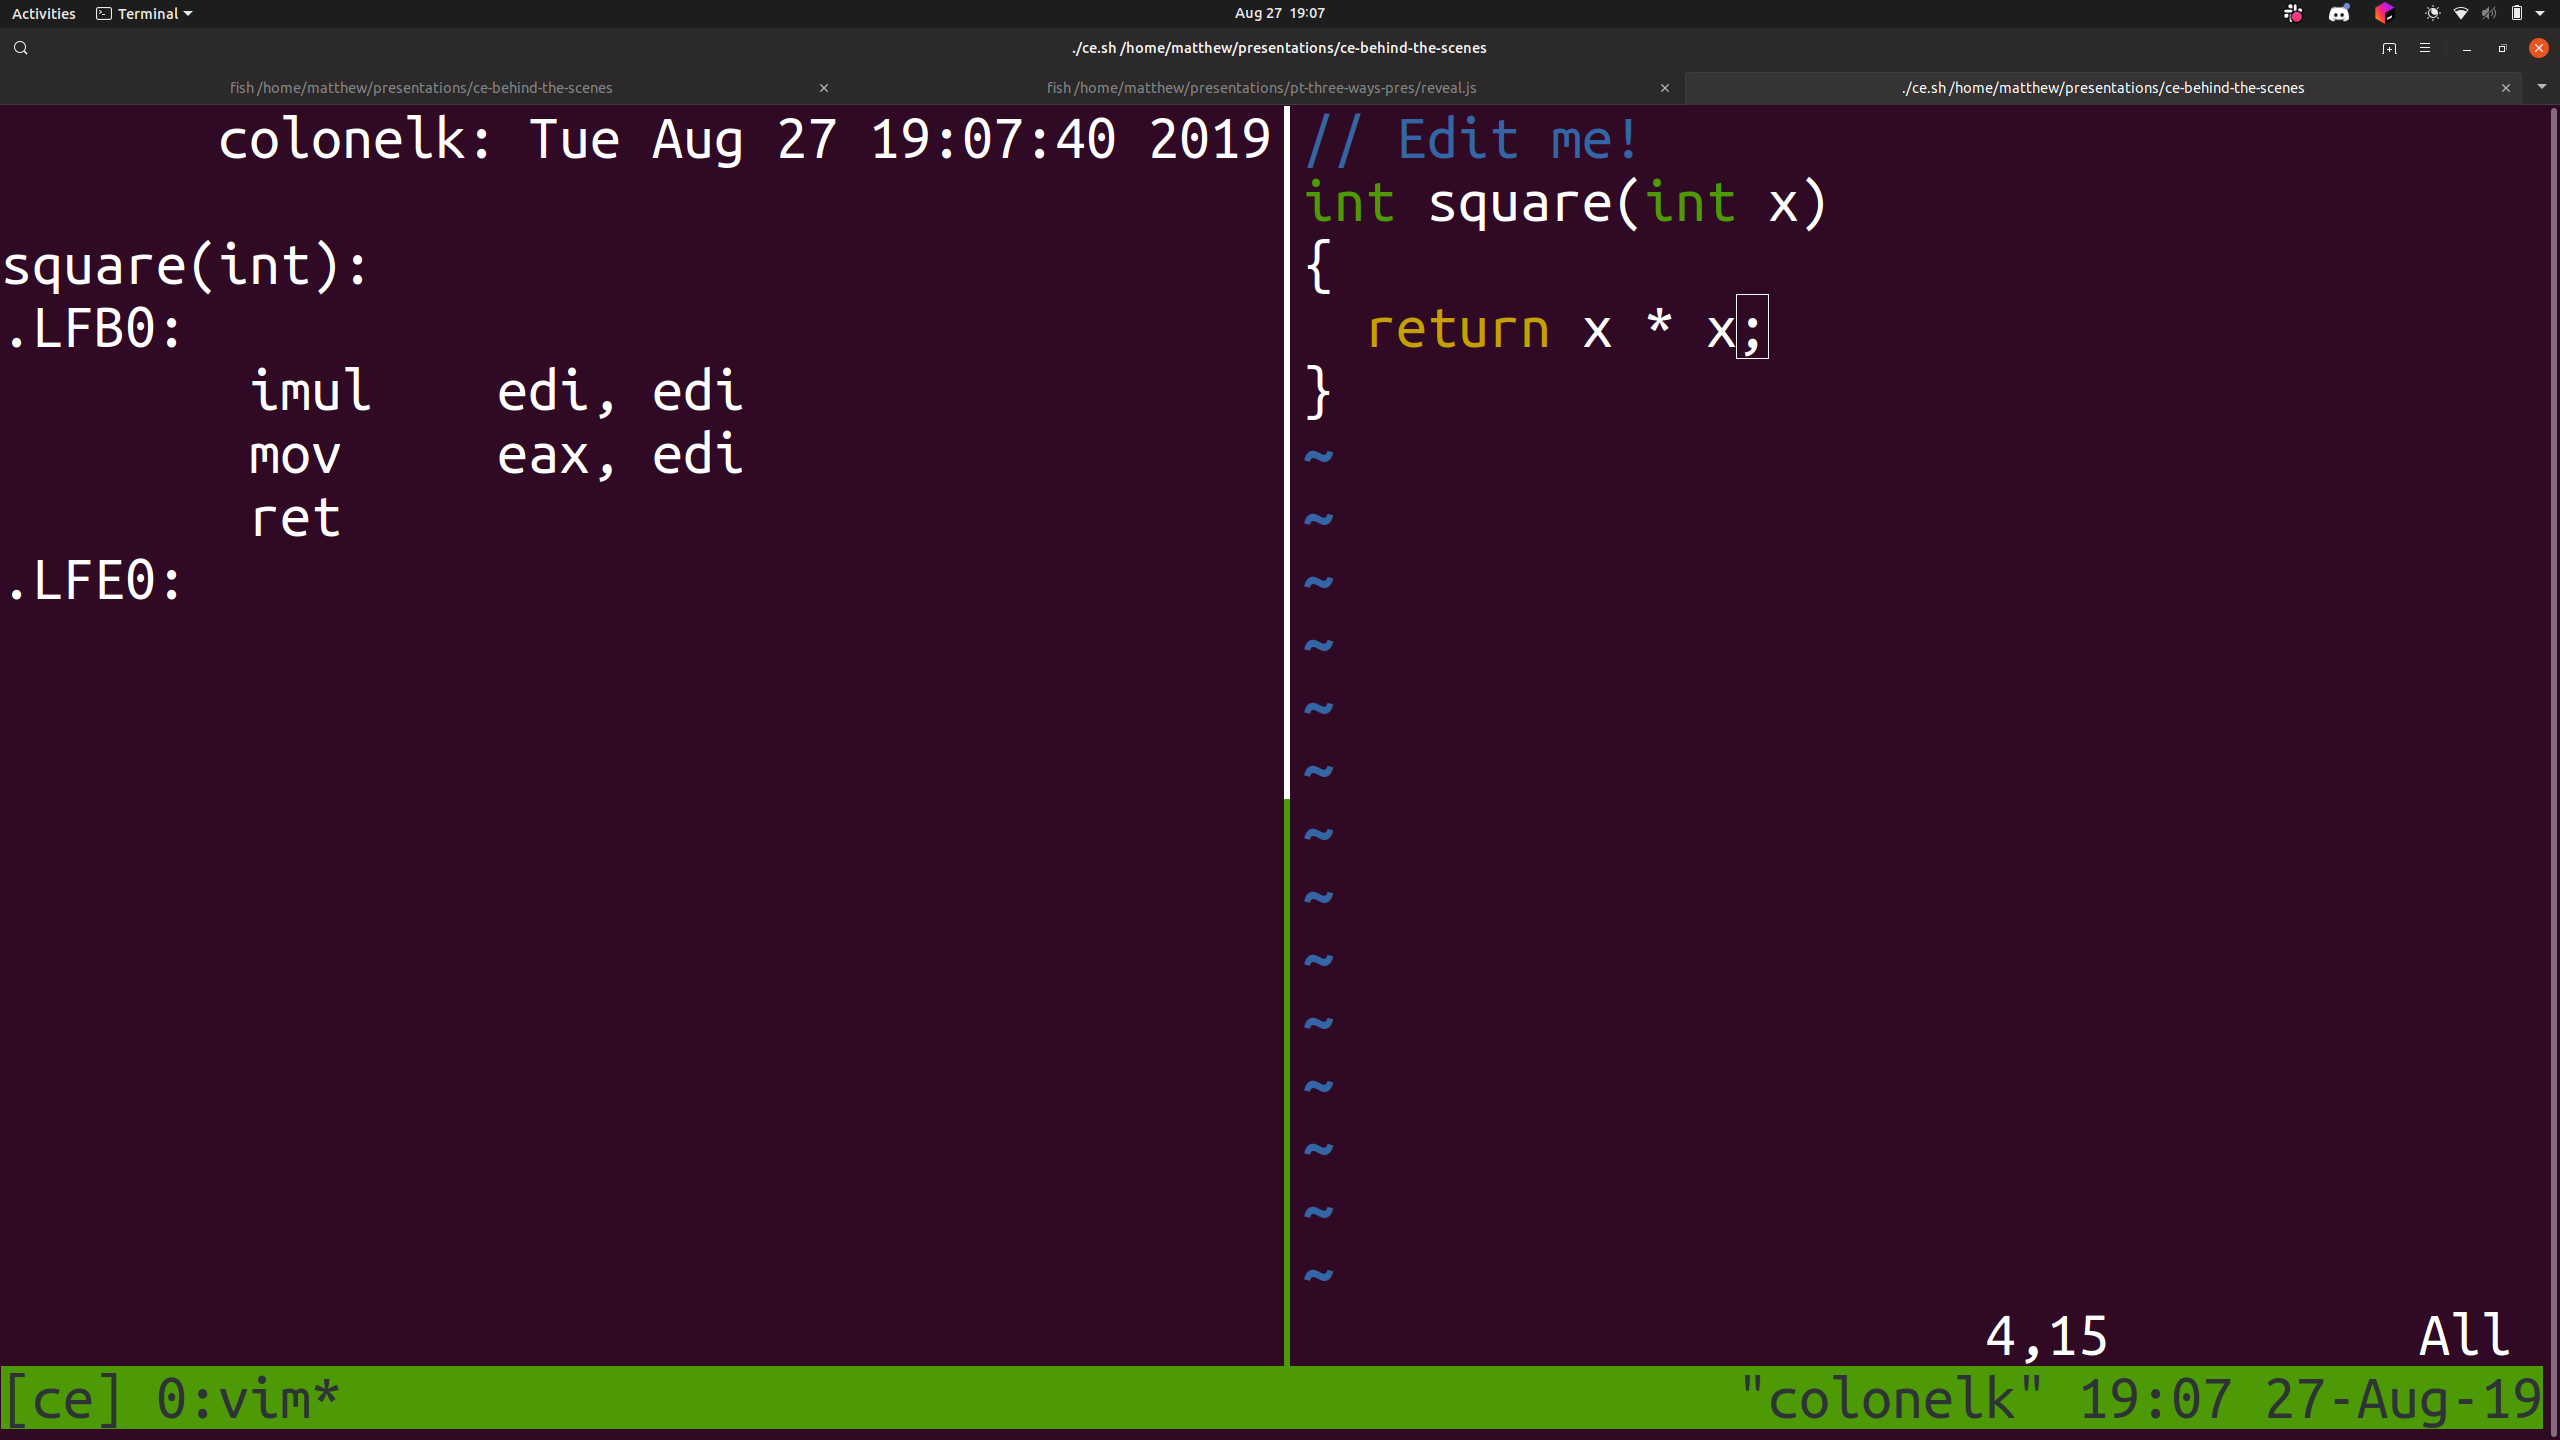 Activities Terminal Aug 27 19:07
./ce.sh /home/matthew/presentations/ce-behind-the-scenes
fish /home/matthew/presentations/ce-behind-the-scenes
fish /home/matthew/presentations/pt-three-ways-pres/reveal.js
./ce.sh /home/matthew/presentations/ce-behind-the-scenes
colonelk: Tue Aug 27 19:07:40 2019
square(int):
.LFB0:
imul edi, edi
mov eax, edi
ret
.LFE0:
// Edit me!
int square(int x)
{
return x * x;
}
~
~
~
~
~
~
~
~
~
~
~
~
~
~
4,15 All
[ce] 0:vim* "colonelk" 19:07 27-Aug-19